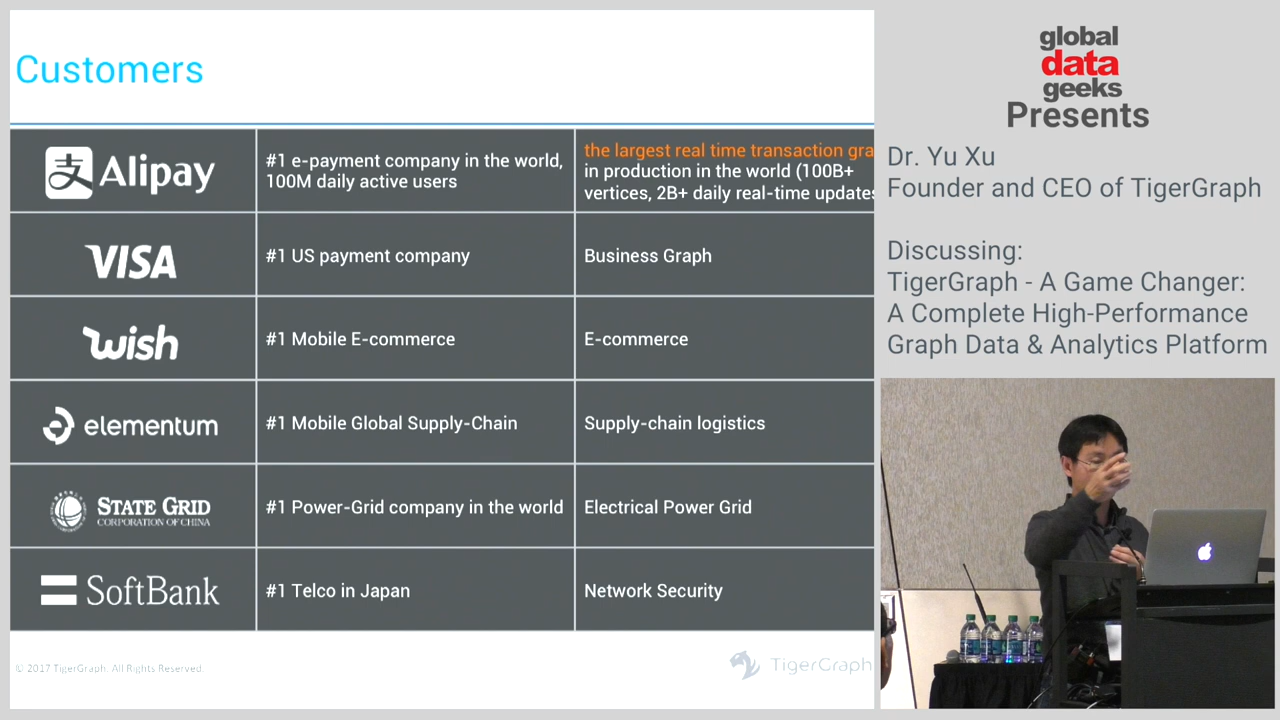 Customers
支 Alipay
#1 e-payment company in the world,
100M daily active users
the largest real time transaction gra
in production in the world (100B+
vertices, 2B+ daily real-time updates
VISA
#1 US payment company
Business Graph
wish
#1 Mobile E-commerce
E-commerce
elementum
#1 Mobile Global Supply-Chain
Supply-chain logistics
STATE GRID
CORPORATION OF CHINA
#1 Power-Grid company in the world
Electrical Power Grid
SoftBank
#1 Telco in Japan
Network Security
© 2017 TigerGraph. All Rights Reserved.
TigerGraph
global
data
geeks
Presents
Dr. Yu Xu
Founder and CEO of TigerGraph
Discussing:
TigerGraph - A Game Changer:
A Complete High-Performance
Graph Data & Analytics Platform